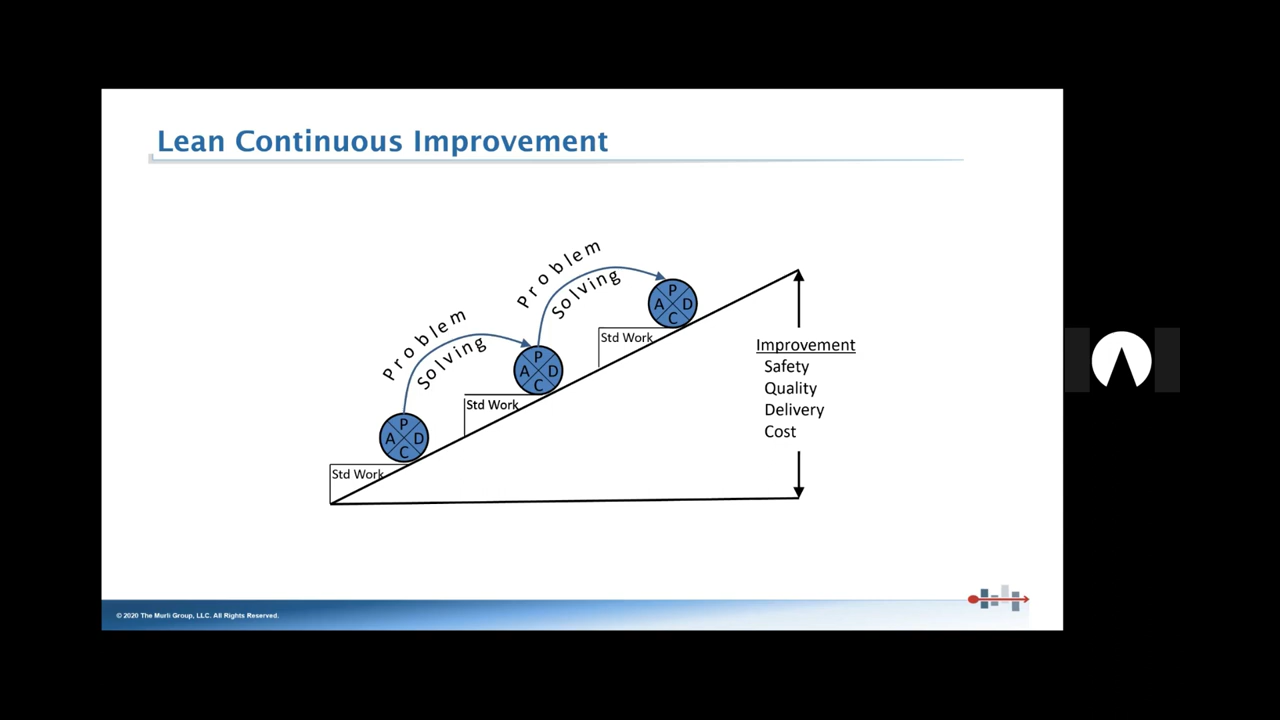 Lean Continuous Improvement
Problem
Solving
Problem
Solving
P
A D
C
Std Work
P
A D
C
Std Work
P
A D
C
Std Work
Improvement
Safety
Quality
Delivery
Cost
© 2020 The Murli Group, LLC. All Rights Reserved.